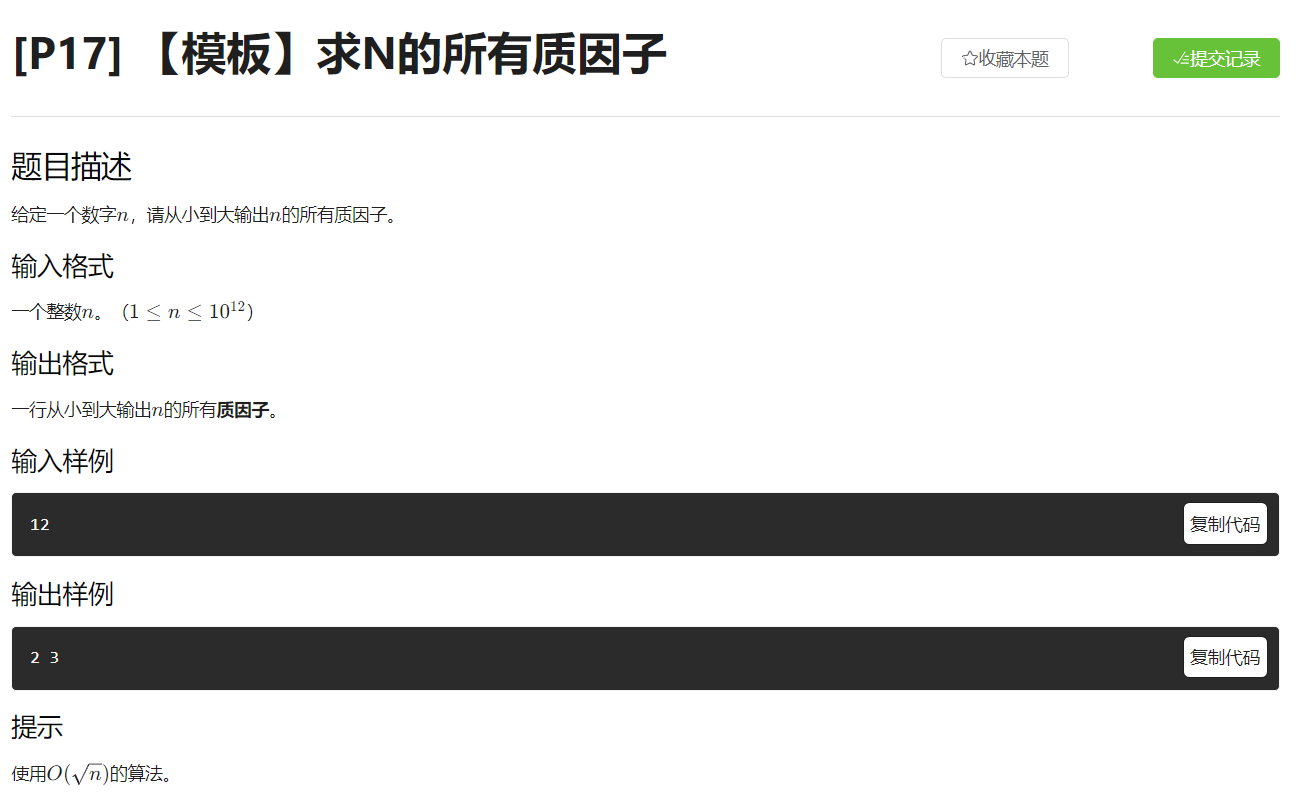 [P17] 【模板】求N的所有质因子
☆收藏本题
提交记录
题目描述
给定一个数字n，请从小到大输出n的所有质因子。
输入格式
一个整数n。（1 ≤ n ≤ 10^12）
输出格式
一行从小到大输出n的所有质因子。
输入样例
12
复制代码
输出样例
2 3
复制代码
提示
使用O(√n)的算法。